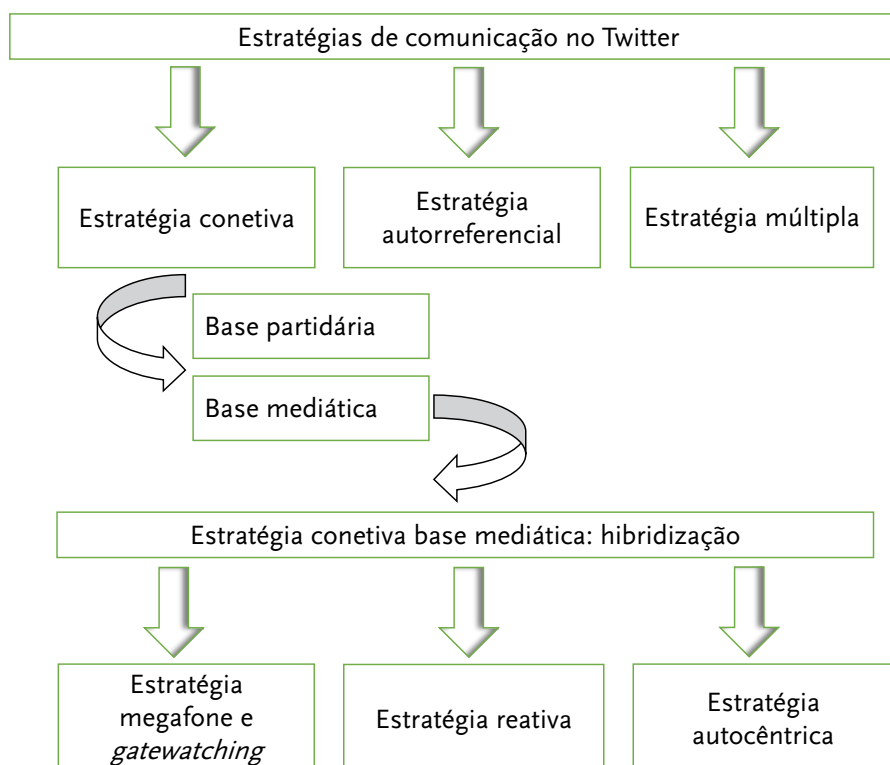 Estratégias de comunicação no Twitter
Estratégia conetiva
Estratégia
autorreferencial
Estratégia múltipla
Base partidária
Base mediática
Estratégia conetiva base mediática: hibridização
Estratégia
megafone e
gatewatching
Estratégia reativa
Estratégia
autocêntrica